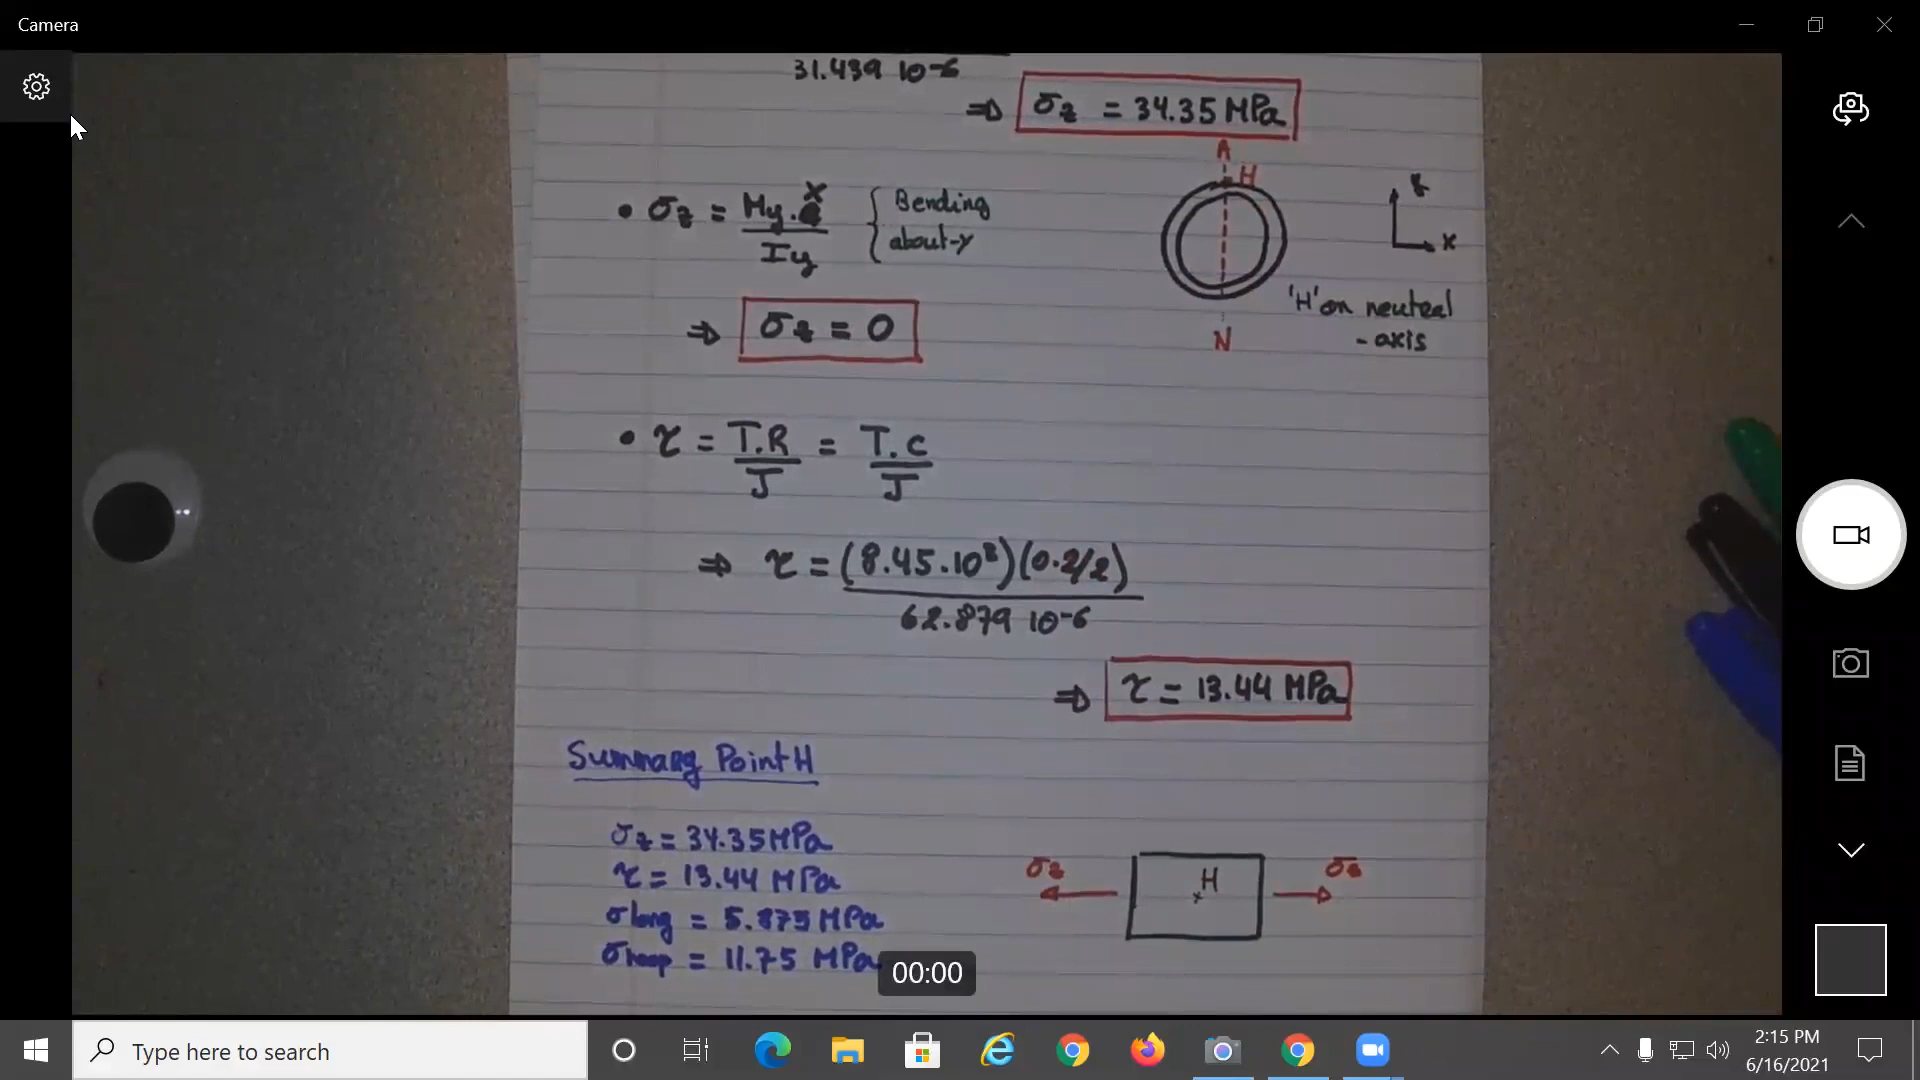 Camera
31.439 10-6
⇒ σz = 34.35 MPa
A
H
• σz = My.x / Iy { Bending about-y
y
x
'H' on neutral
-axis
N
⇒ σz = 0
• τ = T.R / J = T.C / J
⇒ τ = (8.45.10³)(0.2/2)
62.879 10-6
⇒ τ = 13.44 MPa
Summary Point H
σz = 34.35 MPa
τ = 13.44 MPa
σlong = 5.875 MPa
σhoop = 11.75 MPa
σz H σz
00:00
Type here to search
2:15 PM
6/16/2021